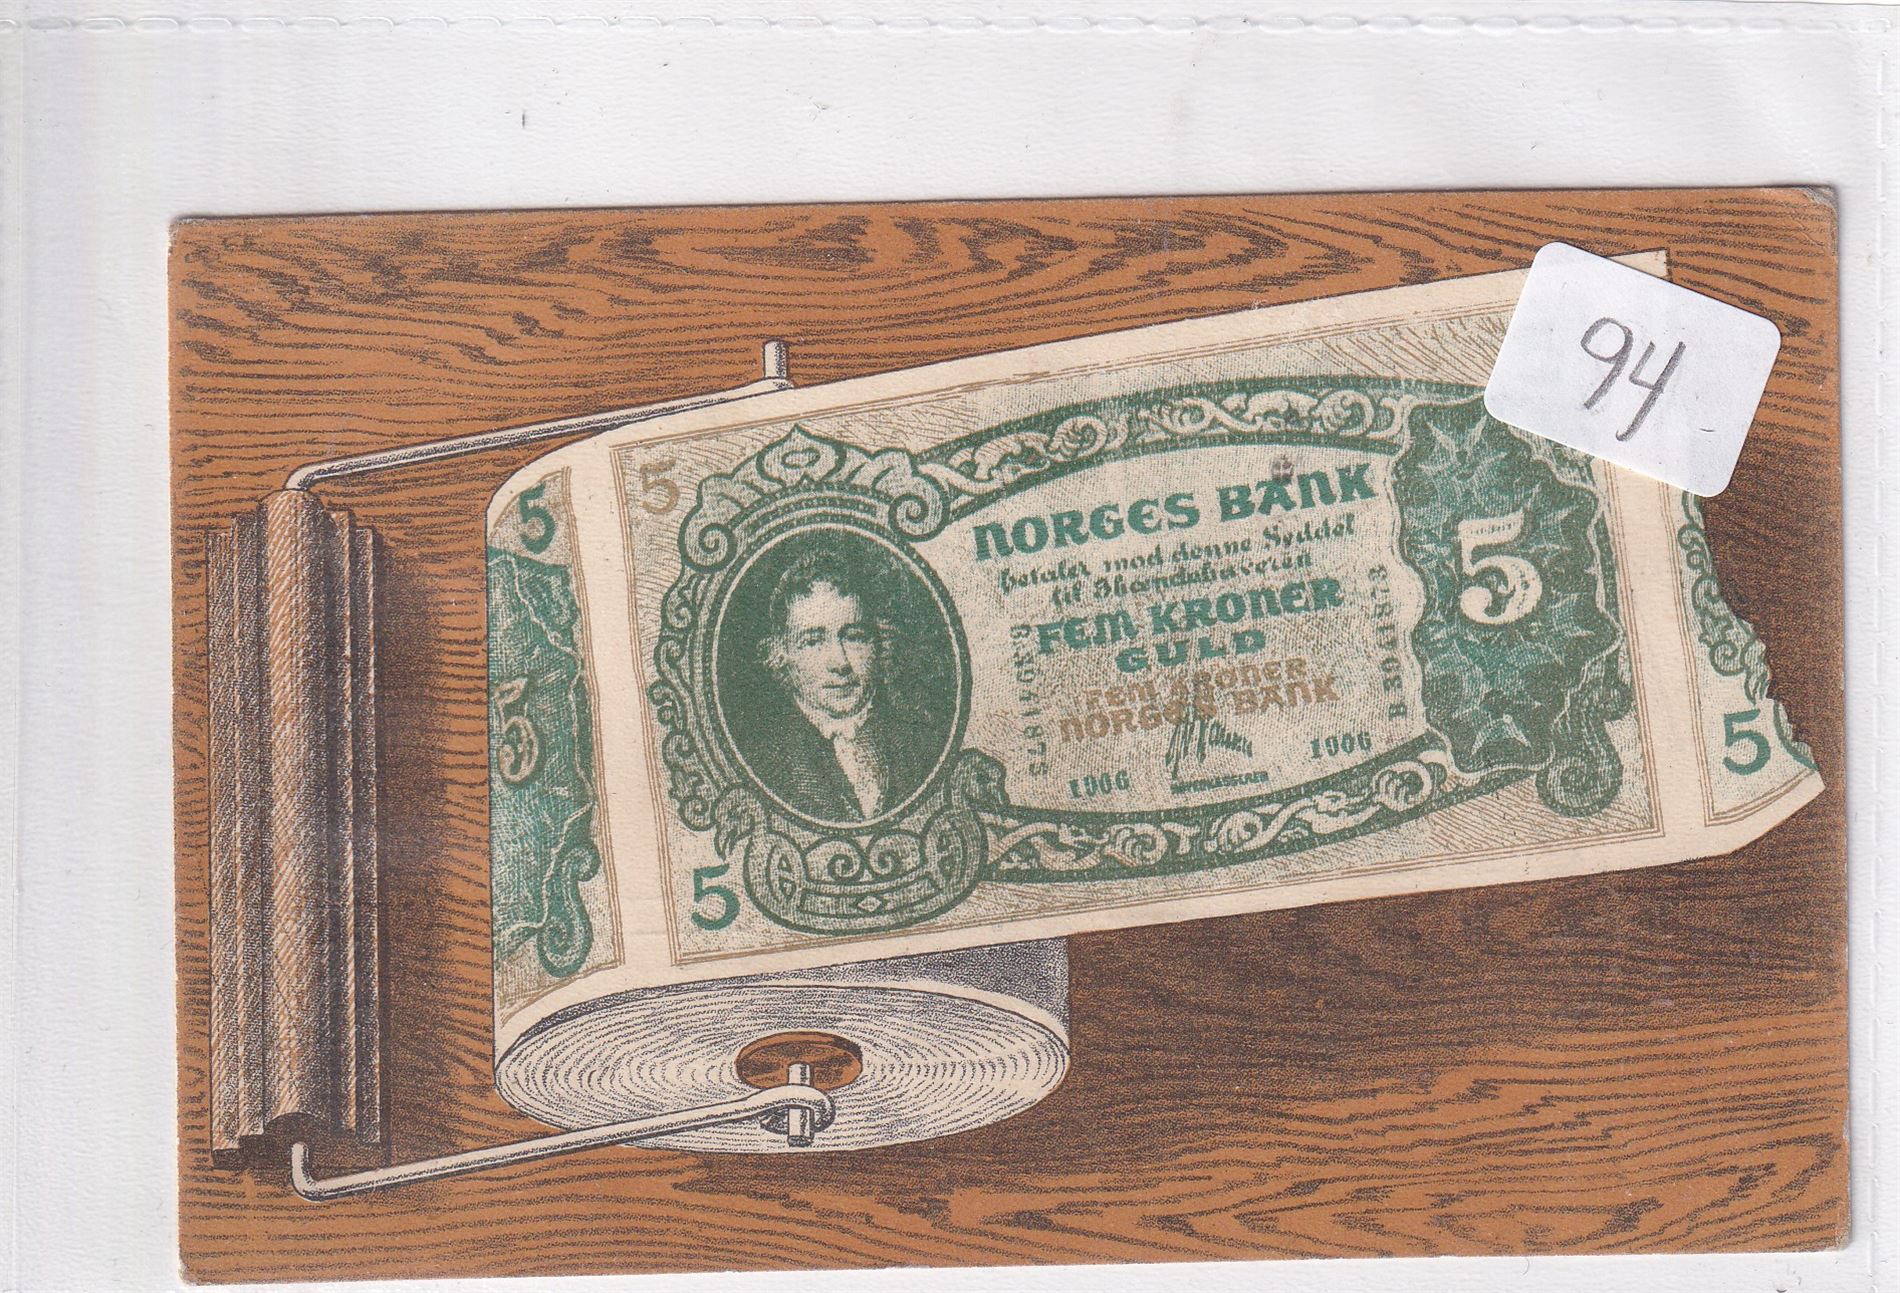 94
5
5
NORGES BANK
betaler mod denne Seddel
til Ihændehaveren
FEM KRONER
GULD
FEM KRONER
NORGES BANK
1906
1906
5
5
5
5